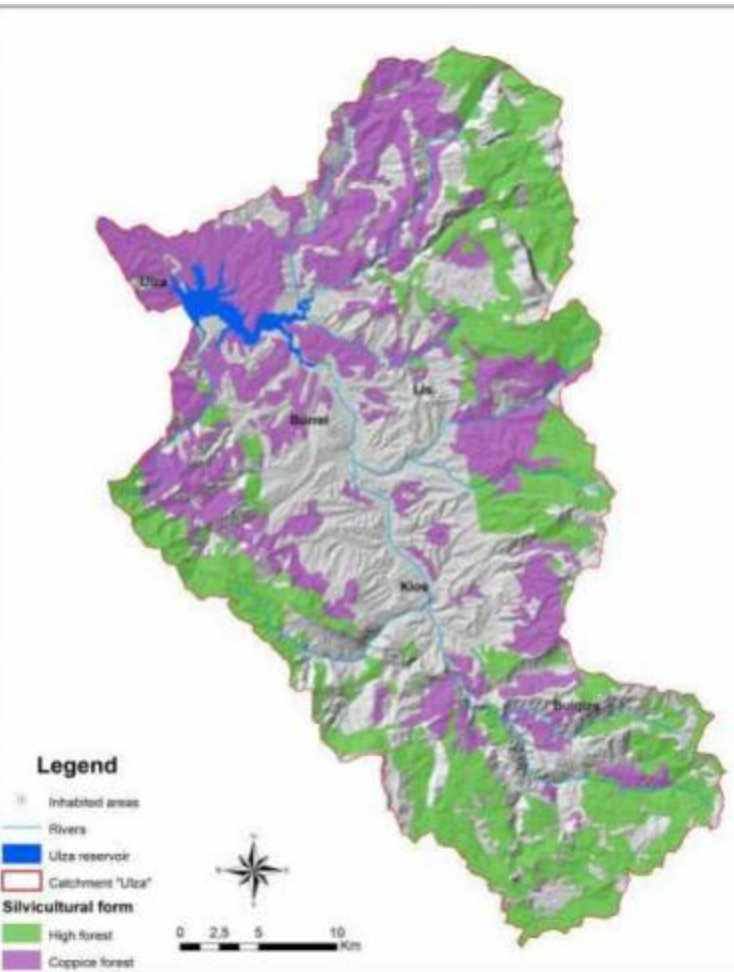 Ulza
Lis
Burrel
Klos
Bulqiza
Legend
Inhabited areas
Rivers
Ulza reservoir
Catchment "Ulza"
Silvicultural form
High forest
Coppice forest
0 2,5 5 10
Km